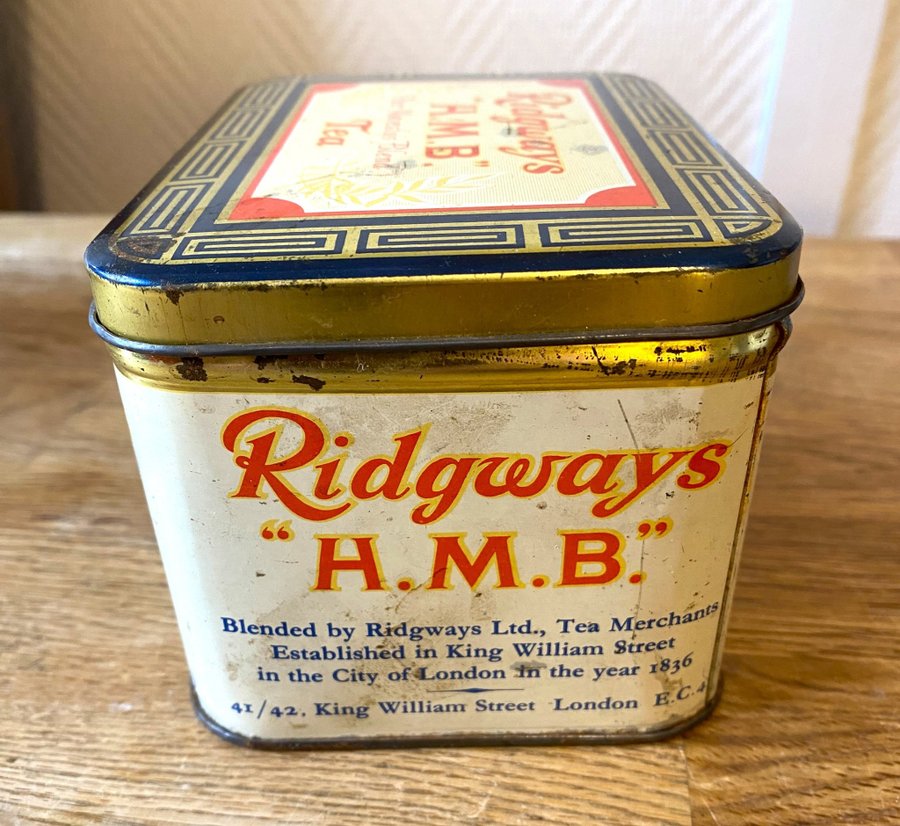 Ridgways
"H.M.B."
Tea
Ridgways
"H.M.B."
Blended by Ridgways Ltd., Tea Merchants
Established in King William Street
in the City of London in the year 1836
41/42, King William Street London E.C.4